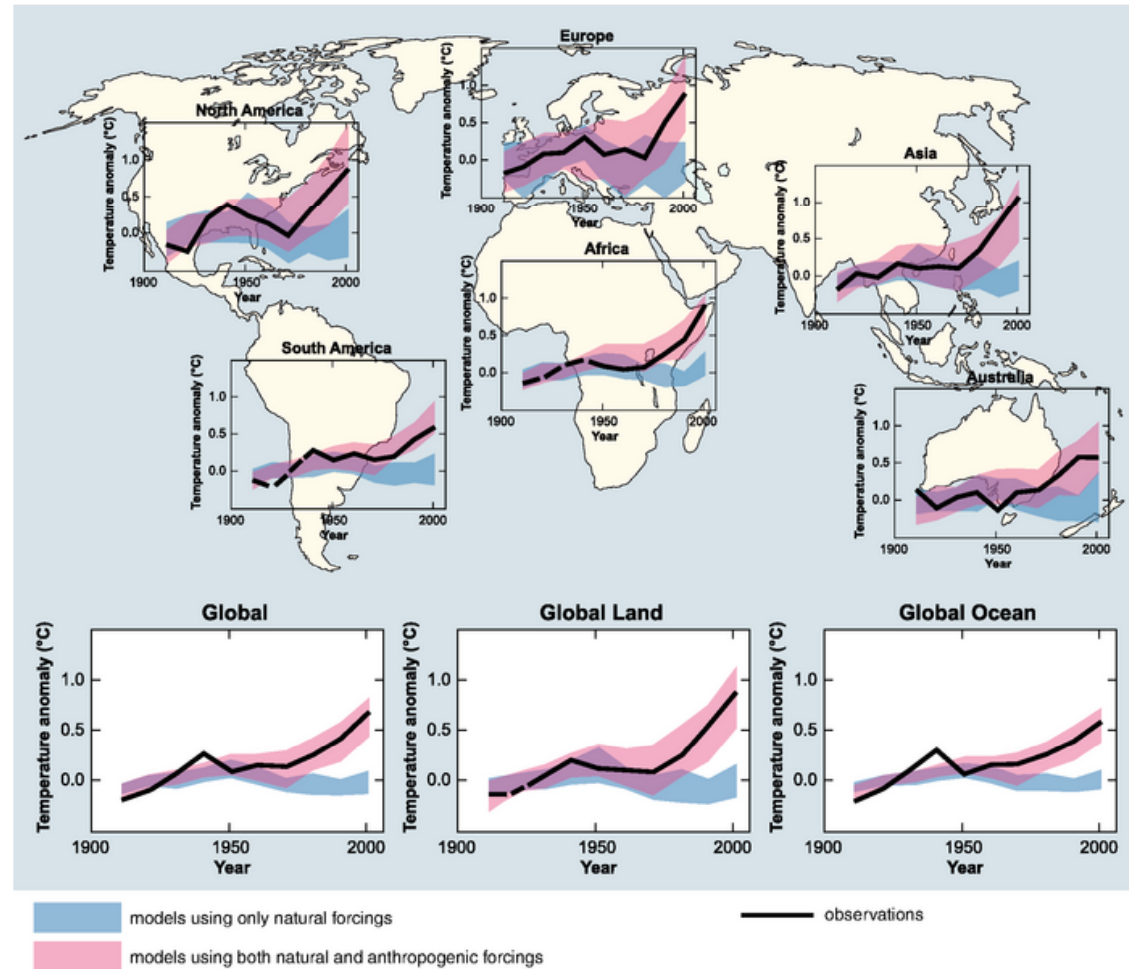 Europe
Temperature anomaly (°C)
1.0
0.5
0.0
1900
1950
2000
Year
North America
Temperature anomaly (°C)
1.0
0.5
0.0
1900
1950
2000
Year
Asia
Temperature anomaly (°C)
1.0
0.5
0.0
1900
1950
2000
Year
Africa
Temperature anomaly (°C)
1.0
0.5
0.0
1900
1950
2000
Year
South America
Temperature anomaly (°C)
1.0
0.5
0.0
1900
1950
2000
Year
Australia
Temperature anomaly (°C)
1.0
0.5
0.0
1900
1950
2000
Year
Global
Temperature anomaly (°C)
1.0
0.5
0.0
1900
1950
2000
Year
Global Land
Temperature anomaly (°C)
1.0
0.5
0.0
1900
1950
2000
Year
Global Ocean
Temperature anomaly (°C)
1.0
0.5
0.0
1900
1950
2000
Year
models using only natural forcings
observations
models using both natural and anthropogenic forcings